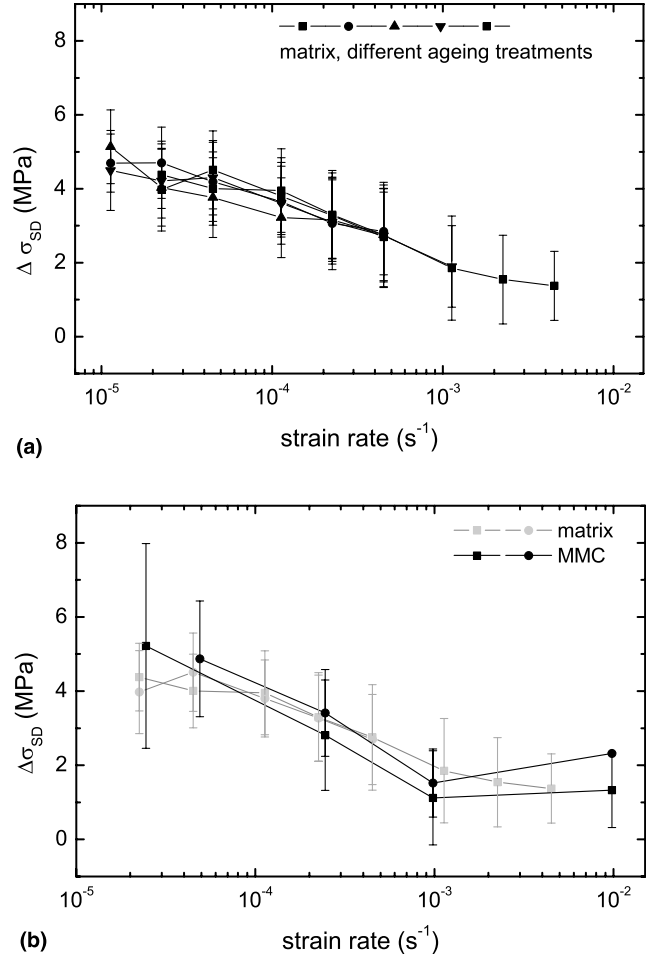 8
6
4
2
0
Δ σSD (MPa)
matrix, different ageing treatments
10-5
10-4
10-3
10-2
strain rate (s-1)
(a)
8
6
4
2
0
ΔσSD (MPa)
matrix
MMC
10-5
10-4
10-3
10-2
strain rate (s-1)
(b)